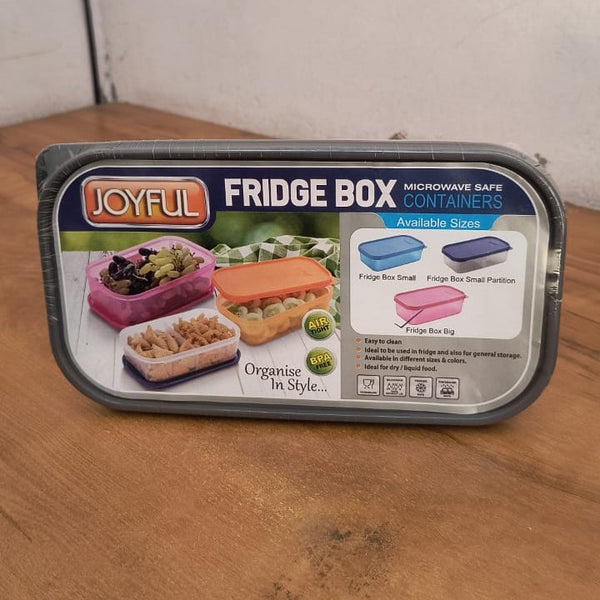 JOYFUL
FRIDGE BOX
MICROWAVE SAFE
CONTAINERS
Available Sizes
Fridge Box Small
Fridge Box Small Partition
Fridge Box Big
AIR
TIGHT
BPA
FREE
Organise
In Style...
Easy to clean
Ideal to be used in fridge and also for general storage.
Available in different sizes & colors.
Ideal for dry / liquid food.